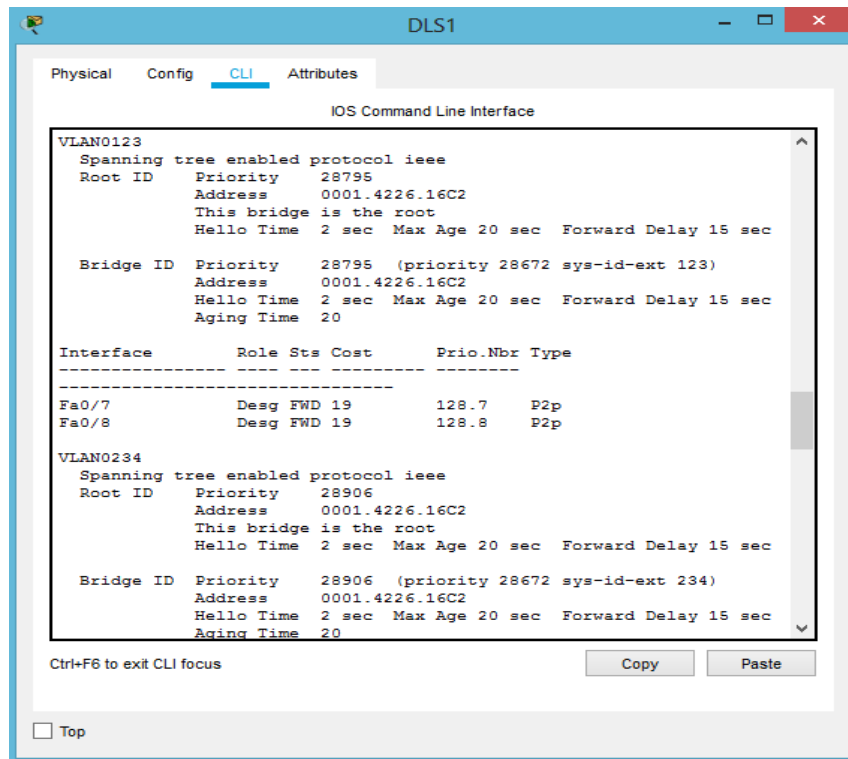 DLS1
Physical Config CLI Attributes
IOS Command Line Interface
VLAN0123
  Spanning tree enabled protocol ieee
  Root ID    Priority    28795
             Address     0001.4226.16C2
             This bridge is the root
             Hello Time  2 sec  Max Age 20 sec  Forward Delay 15 sec
  Bridge ID  Priority    28795  (priority 28672 sys-id-ext 123)
             Address     0001.4226.16C2
             Hello Time  2 sec  Max Age 20 sec  Forward Delay 15 sec
             Aging Time  20
Interface        Role Sts Cost      Prio.Nbr Type
---------------- ---- --- --------- --------
--------------------------------
Fa0/7            Desg FWD 19        128.7    P2p
Fa0/8            Desg FWD 19        128.8    P2p
VLAN0234
  Spanning tree enabled protocol ieee
  Root ID    Priority    28906
             Address     0001.4226.16C2
             This bridge is the root
             Hello Time  2 sec  Max Age 20 sec  Forward Delay 15 sec
  Bridge ID  Priority    28906  (priority 28672 sys-id-ext 234)
             Address     0001.4226.16C2
             Hello Time  2 sec  Max Age 20 sec  Forward Delay 15 sec
             Aging Time  20
Ctrl+F6 to exit CLI focus Copy Paste
Top